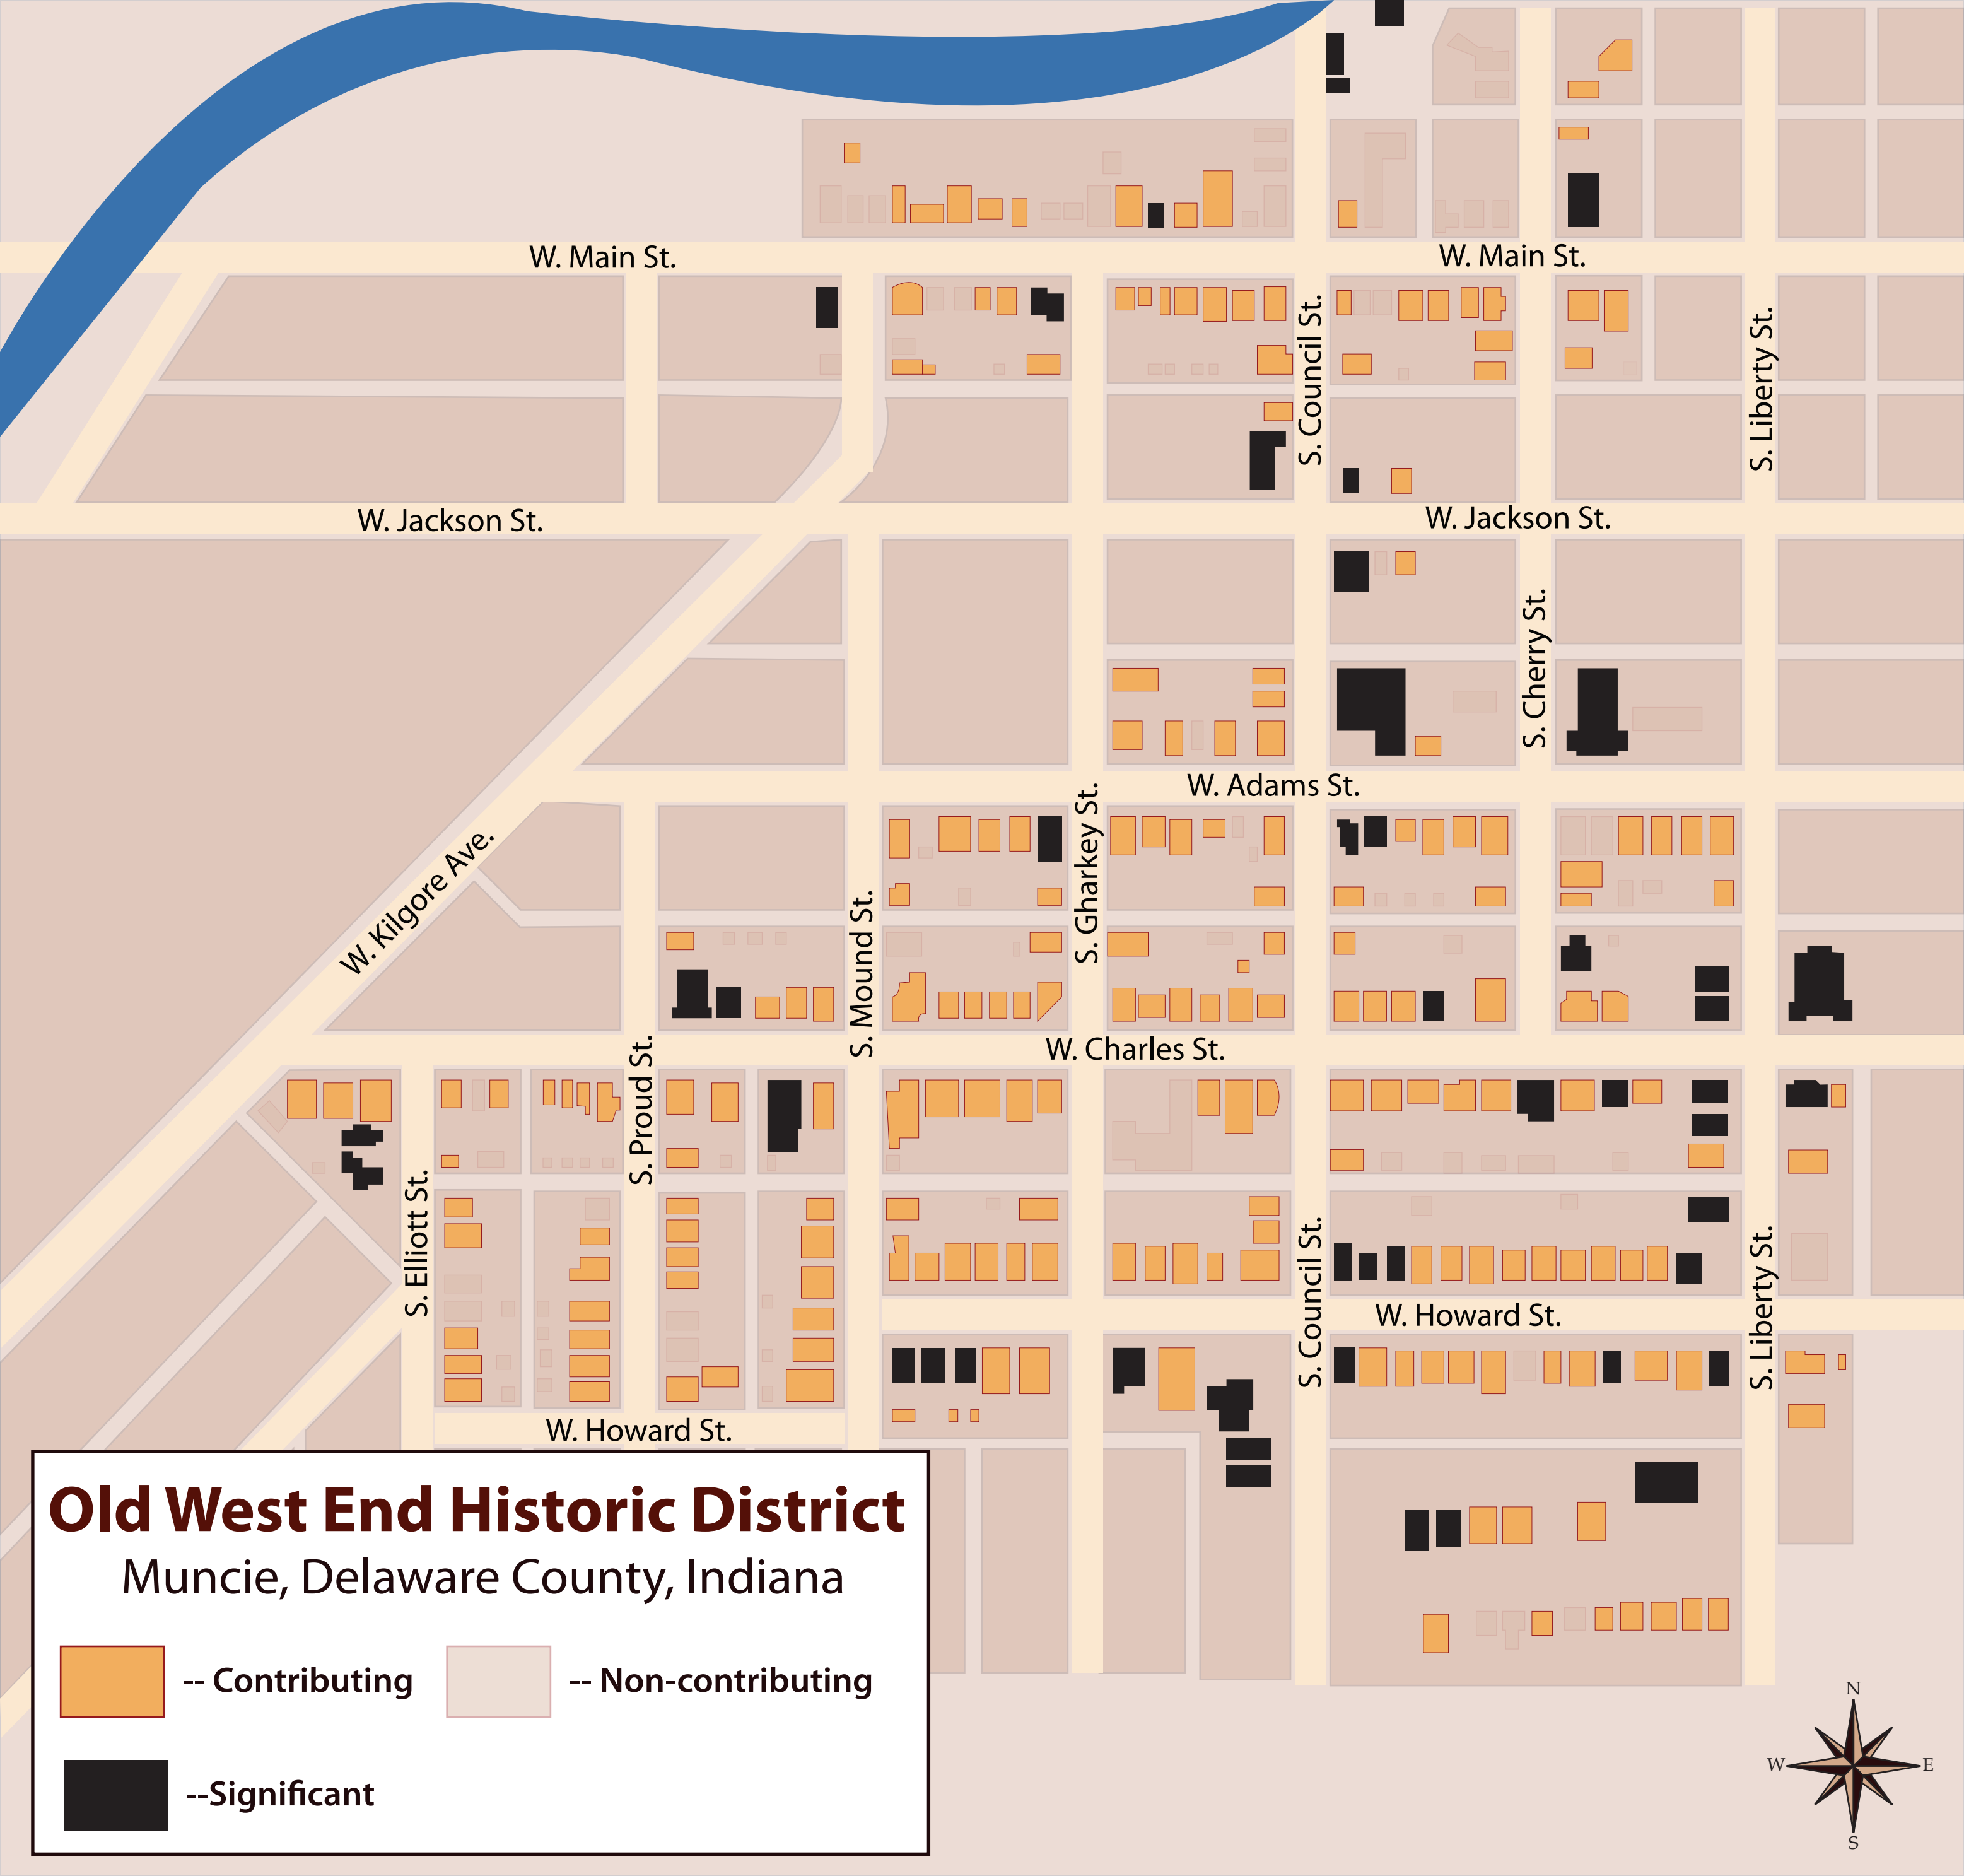 W. Main St.
W. Main St.
S. Council St.
S. Liberty St.
W. Jackson St.
W. Jackson St.
S. Cherry St.
W. Adams St.
S. Gharkey St.
W. Kilgore Ave.
S. Mound St.
W. Charles St.
S. Proud St.
S. Elliott St.
S. Council St.
S. Liberty St.
W. Howard St.
W. Howard St.
Old West End Historic District
Muncie, Delaware County, Indiana
-- Contributing
-- Non-contributing
--Significant
N
W
E
S